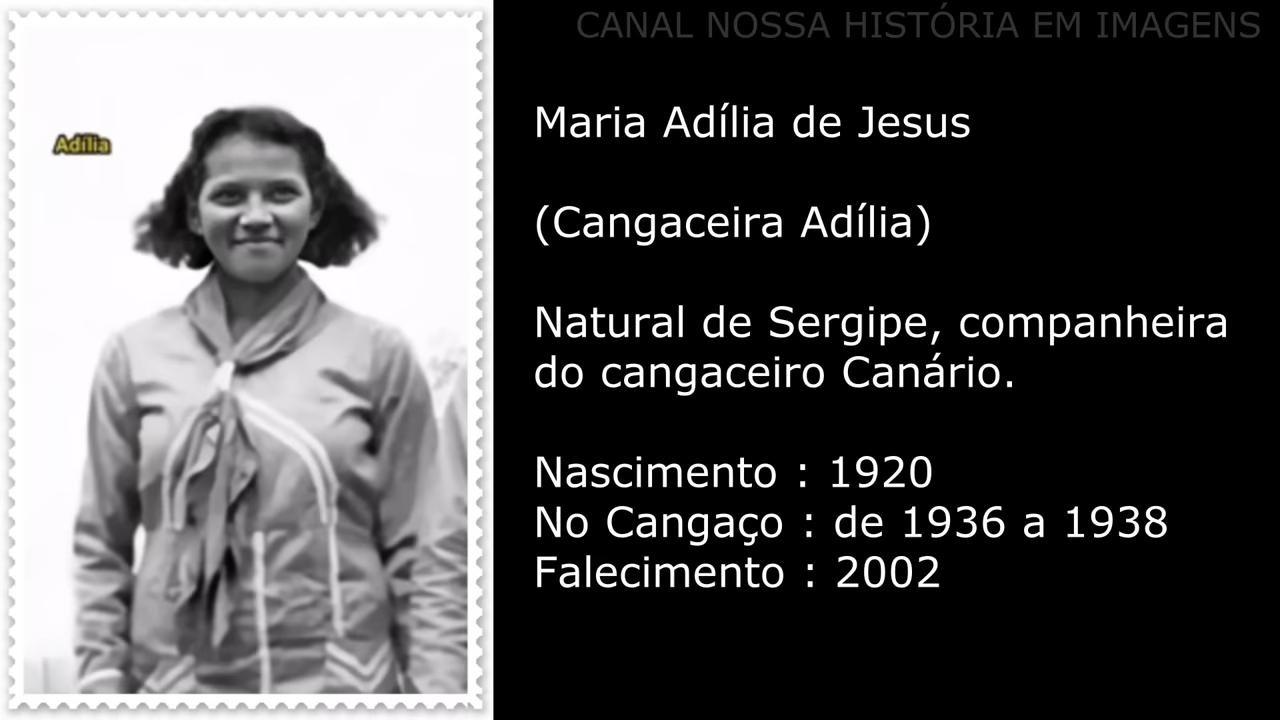 CANAL NOSSA HISTÓRIA EM IMAGENS
Adília
Maria Adília de Jesus
(Cangaceira Adília)
Natural de Sergipe, companheira
do cangaceiro Canário.
Nascimento : 1920
No Cangaço : de 1936 a 1938
Falecimento : 2002